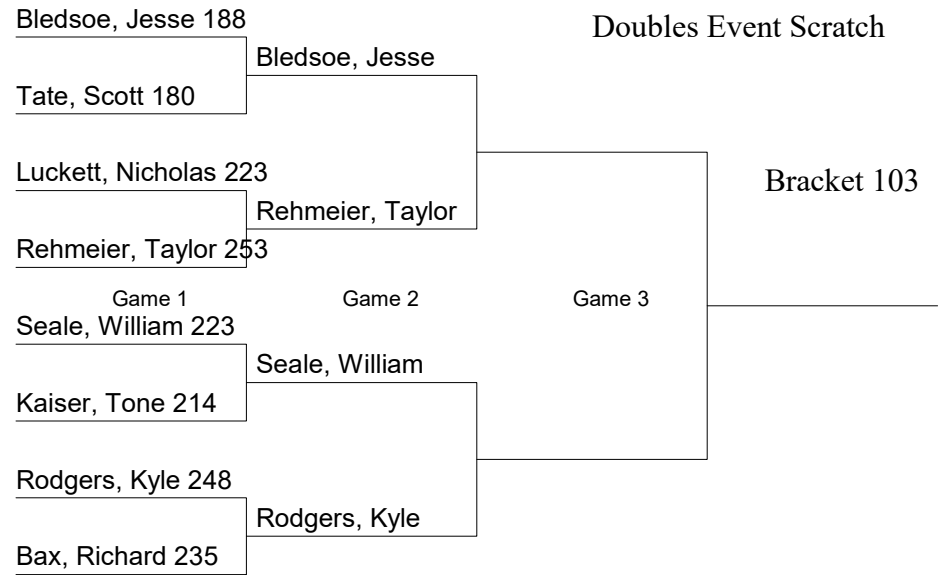 Doubles Event Scratch
Bracket 103
Bledsoe, Jesse 188
Tate, Scott 180
Luckett, Nicholas 223
Rehmeier, Taylor 253
Seale, William 223
Kaiser, Tone 214
Rodgers, Kyle 248
Bax, Richard 235
Game 1
Bledsoe, Jesse
Rehmeier, Taylor
Seale, William
Rodgers, Kyle
Game 2
Game 3